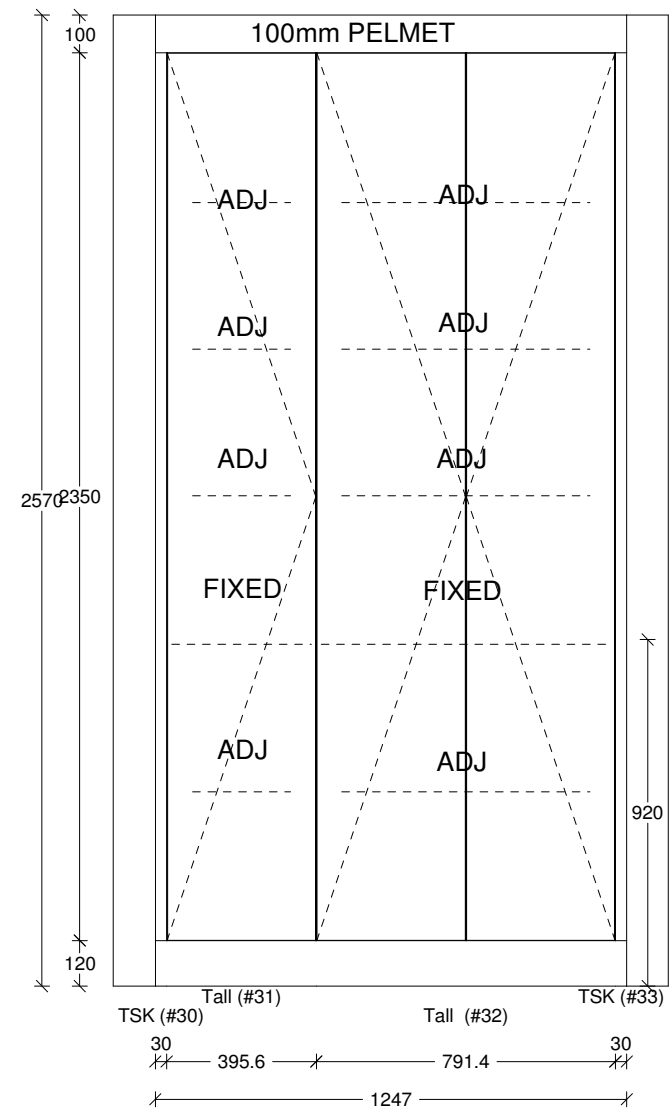 100
100mm PELMET
ADJ
ADJ
ADJ
ADJ
ADJ
ADJ
2570
2350
FIXED
FIXED
ADJ
ADJ
920
120
Tall (#31)
TSK (#33)
TSK (#30)
Tall (#32)
30
395.6
791.4
30
1247